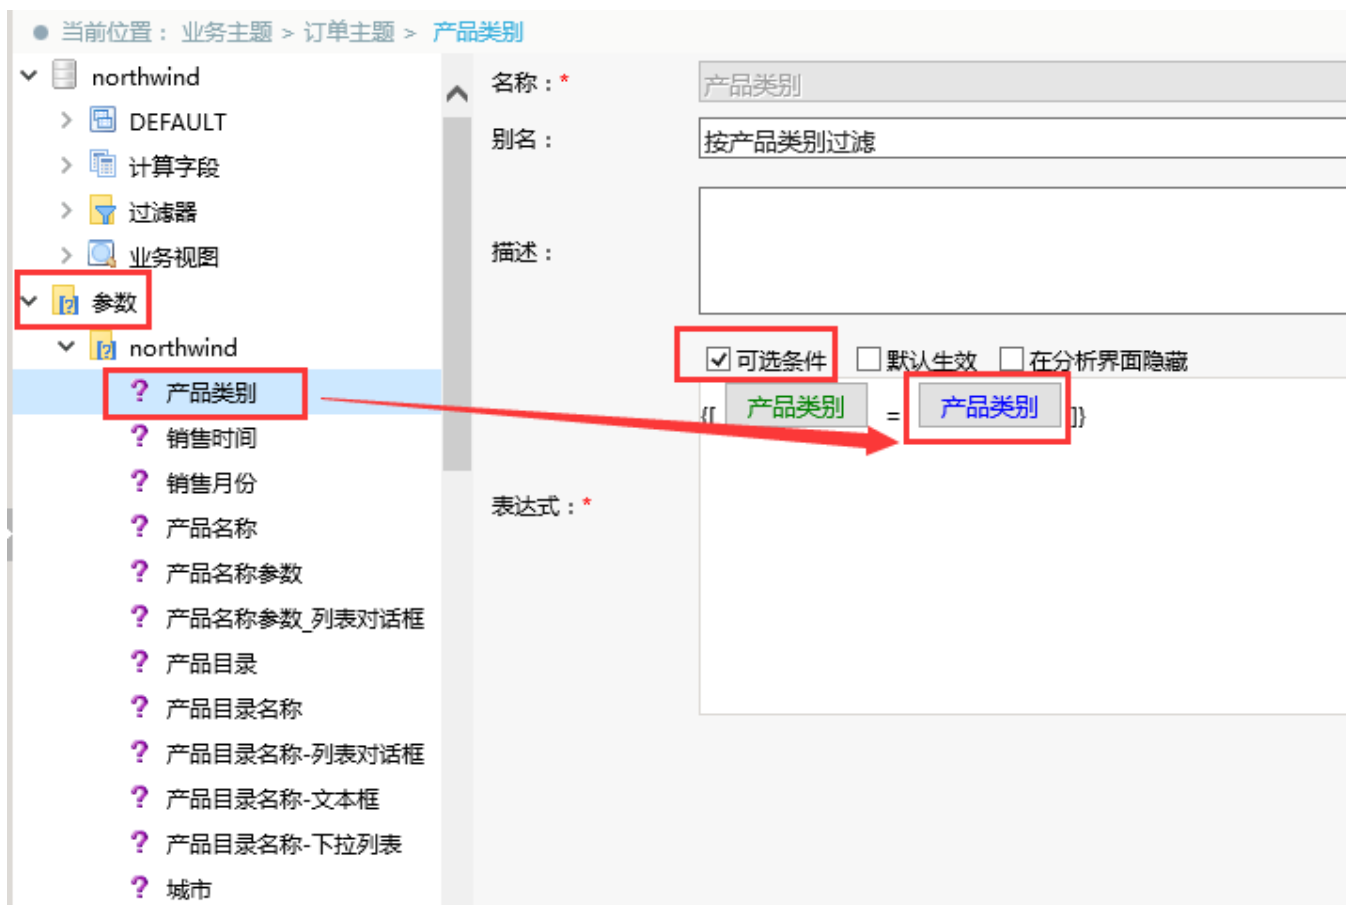 当前位置： 业务主题 > 订单主题 > 产品类别
northwind
DEFAULT
计算字段
过滤器
业务视图
参数
northwind
产品类别
销售时间
销售月份
产品名称
产品名称参数
产品名称参数_列表对话框
产品目录
产品目录名称
产品目录名称-列表对话框
产品目录名称-文本框
产品目录名称-下拉列表
城市
名称：* 产品类别
别名： 按产品类别过滤
描述：
可选条件 默认生效 在分析界面隐藏
表达式：*
{[ 产品类别 = 产品类别 ]}